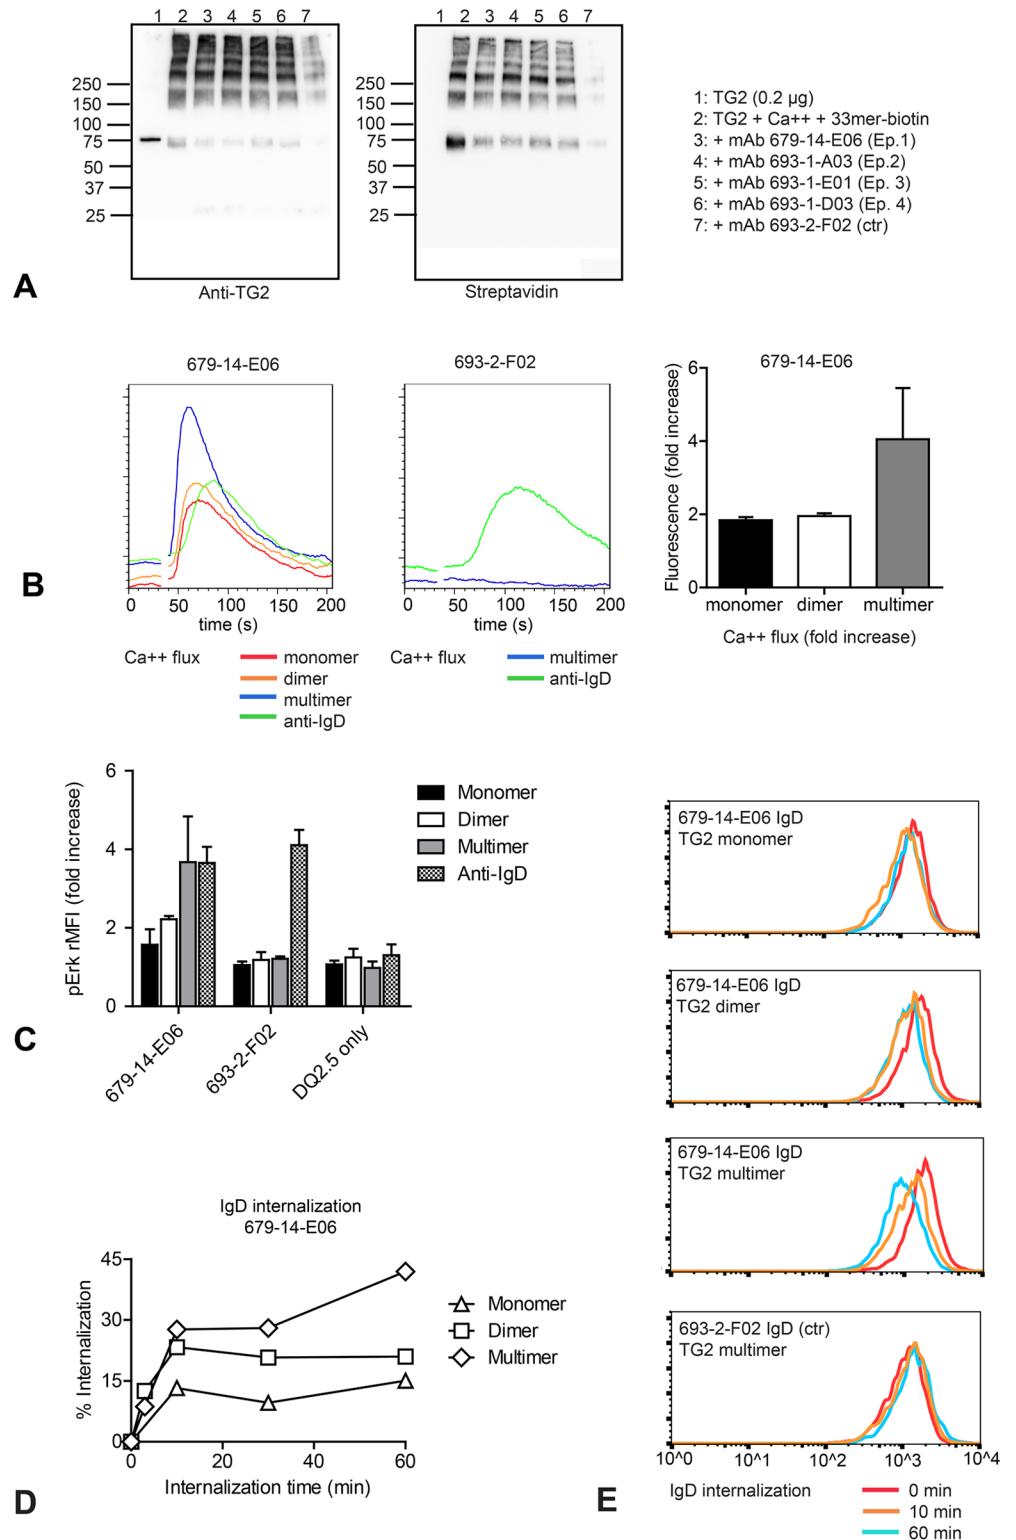 1 2 3 4 5 6 7
1 2 3 4 5 6 7
250
150
100
75
50
37
25
250
150
100
75
50
37
25
1: TG2 (0.2 µg)
2: TG2 + Ca++ + 33mer-biotin
3: + mAb 679-14-E06 (Ep.1)
4: + mAb 693-1-A03 (Ep.2)
5: + mAb 693-1-E01 (Ep. 3)
6: + mAb 693-1-D03 (Ep. 4)
7: + mAb 693-2-F02 (ctr)
A
Anti-TG2
Streptavidin
679-14-E06
693-2-F02
679-14-E06
Fluorescence (fold increase)
6
4
2
0
monomer dimer multimer
Ca++ flux (fold increase)
B
0 50 100 150 200
time (s)
0 50 100 150 200
time (s)
Ca++ flux
monomer
dimer
multimer
anti-IgD
Ca++ flux
multimer
anti-IgD
pErk rMFI (fold increase)
6
4
2
0
Monomer
Dimer
Multimer
Anti-IgD
679-14-E06
693-2-F02
DQ2.5 only
C
679-14-E06 IgD
TG2 monomer
679-14-E06 IgD
TG2 dimer
679-14-E06 IgD
TG2 multimer
693-2-F02 IgD (ctr)
TG2 multimer
10^0 10^1 10^2 10^3 10^4
IgD internalization
0 min
10 min
60 min
E
IgD internalization
679-14-E06
% Internalization
45
30
15
0
0 20 40 60
Internalization time (min)
Monomer
Dimer
Multimer
D